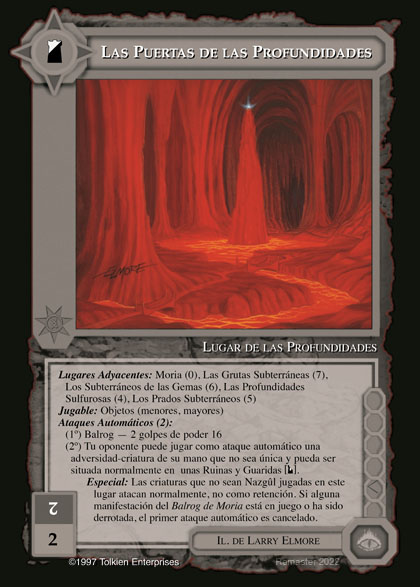 Las Puertas de las Profundidades
ELMORE
Lugar de las Profundidades
Lugares Adyacentes: Moria (0), Las Grutas Subterráneas (7),
Los Subterráneos de las Gemas (6), Las Profundidades
Sulfurosas (4), Los Prados Subterráneos (5)
Jugable: Objetos (menores, mayores)
Ataques Automáticos (2):
(1º) Balrog — 2 golpes de poder 16
(2º) Tu oponente puede jugar como ataque automático una
adversidad-criatura de su mano que no sea única y pueda ser
situada normalmente en unas Ruinas y Guaridas [].
Especial: Las criaturas que no sean Nazgûl jugadas en este
lugar atacan normalmente, no como retención. Si alguna
manifestación del Balrog de Moria está en juego o ha sido
derrotada, el primer ataque automático es cancelado.
2
2
Il. de Larry Elmore
©1997 Tolkien Enterprises
Remaster 2022